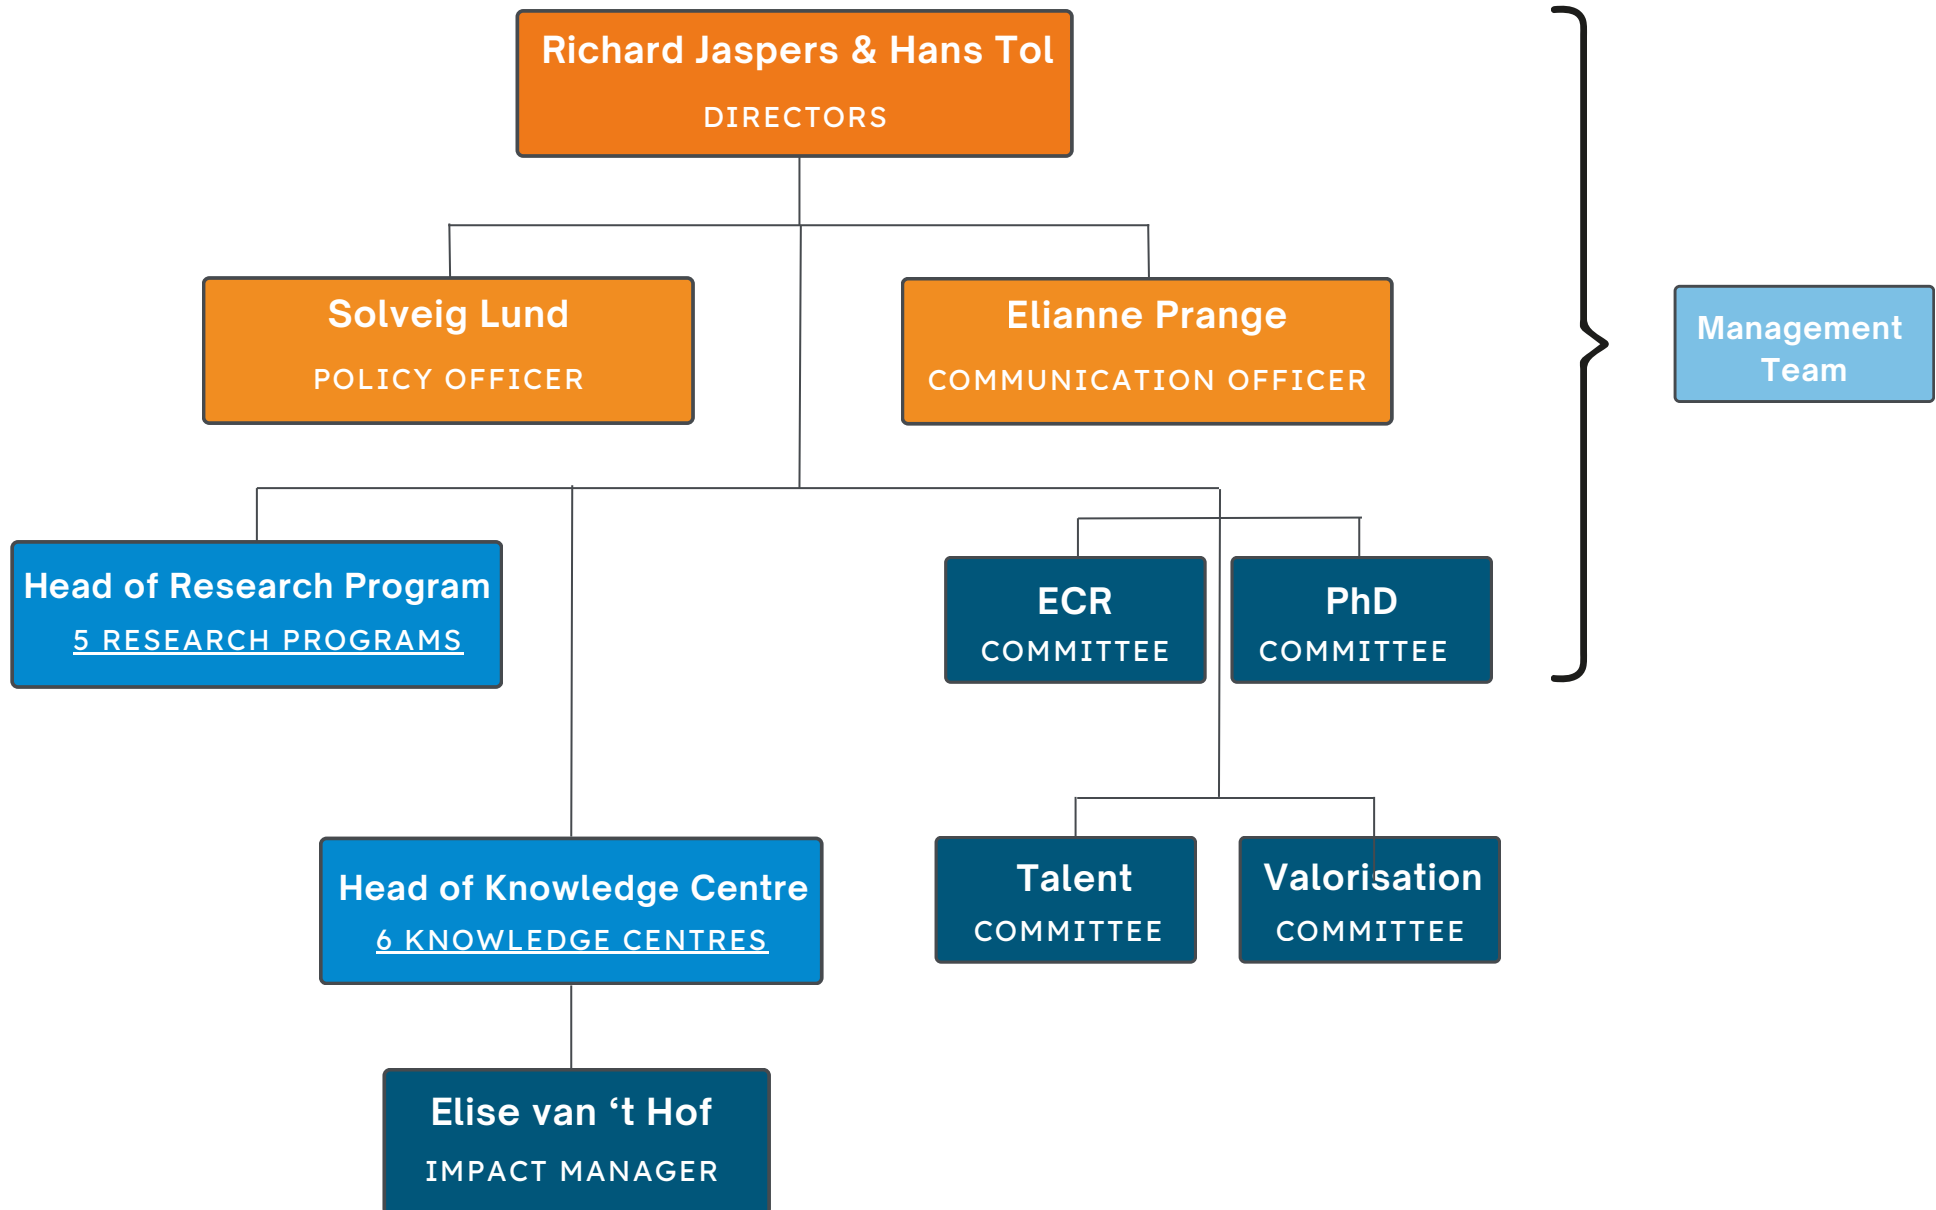 Richard Jaspers & Hans Tol
DIRECTORS
Solveig Lund
POLICY OFFICER
Elianne Prange
COMMUNICATION OFFICER
Management
Team
Head of Research Program
5 RESEARCH PROGRAMS
ECR
COMMITTEE
PhD
COMMITTEE
Head of Knowledge Centre
6 KNOWLEDGE CENTRES
Talent
COMMITTEE
Valorisation
COMMITTEE
Elise van ‘t Hof
IMPACT MANAGER